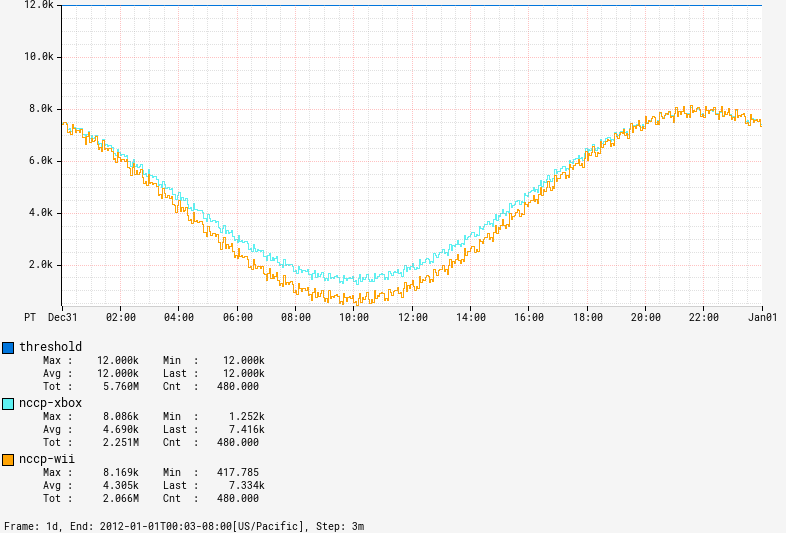 12.0k
10.0k
8.0k
6.0k
4.0k
2.0k
PT Dec31 02:00 04:00 06:00 08:00 10:00 12:00 14:00 16:00 18:00 20:00 22:00 Jan01
threshold
Max : 12.000k Min : 12.000k
Avg : 12.000k Last : 12.000k
Tot : 5.760M Cnt : 480.000
nccp-xbox
Max : 8.086k Min : 1.252k
Avg : 4.690k Last : 7.416k
Tot : 2.251M Cnt : 480.000
nccp-wii
Max : 8.169k Min : 417.785
Avg : 4.305k Last : 7.334k
Tot : 2.066M Cnt : 480.000
Frame: 1d, End: 2012-01-01T00:03-08:00[US/Pacific], Step: 3m